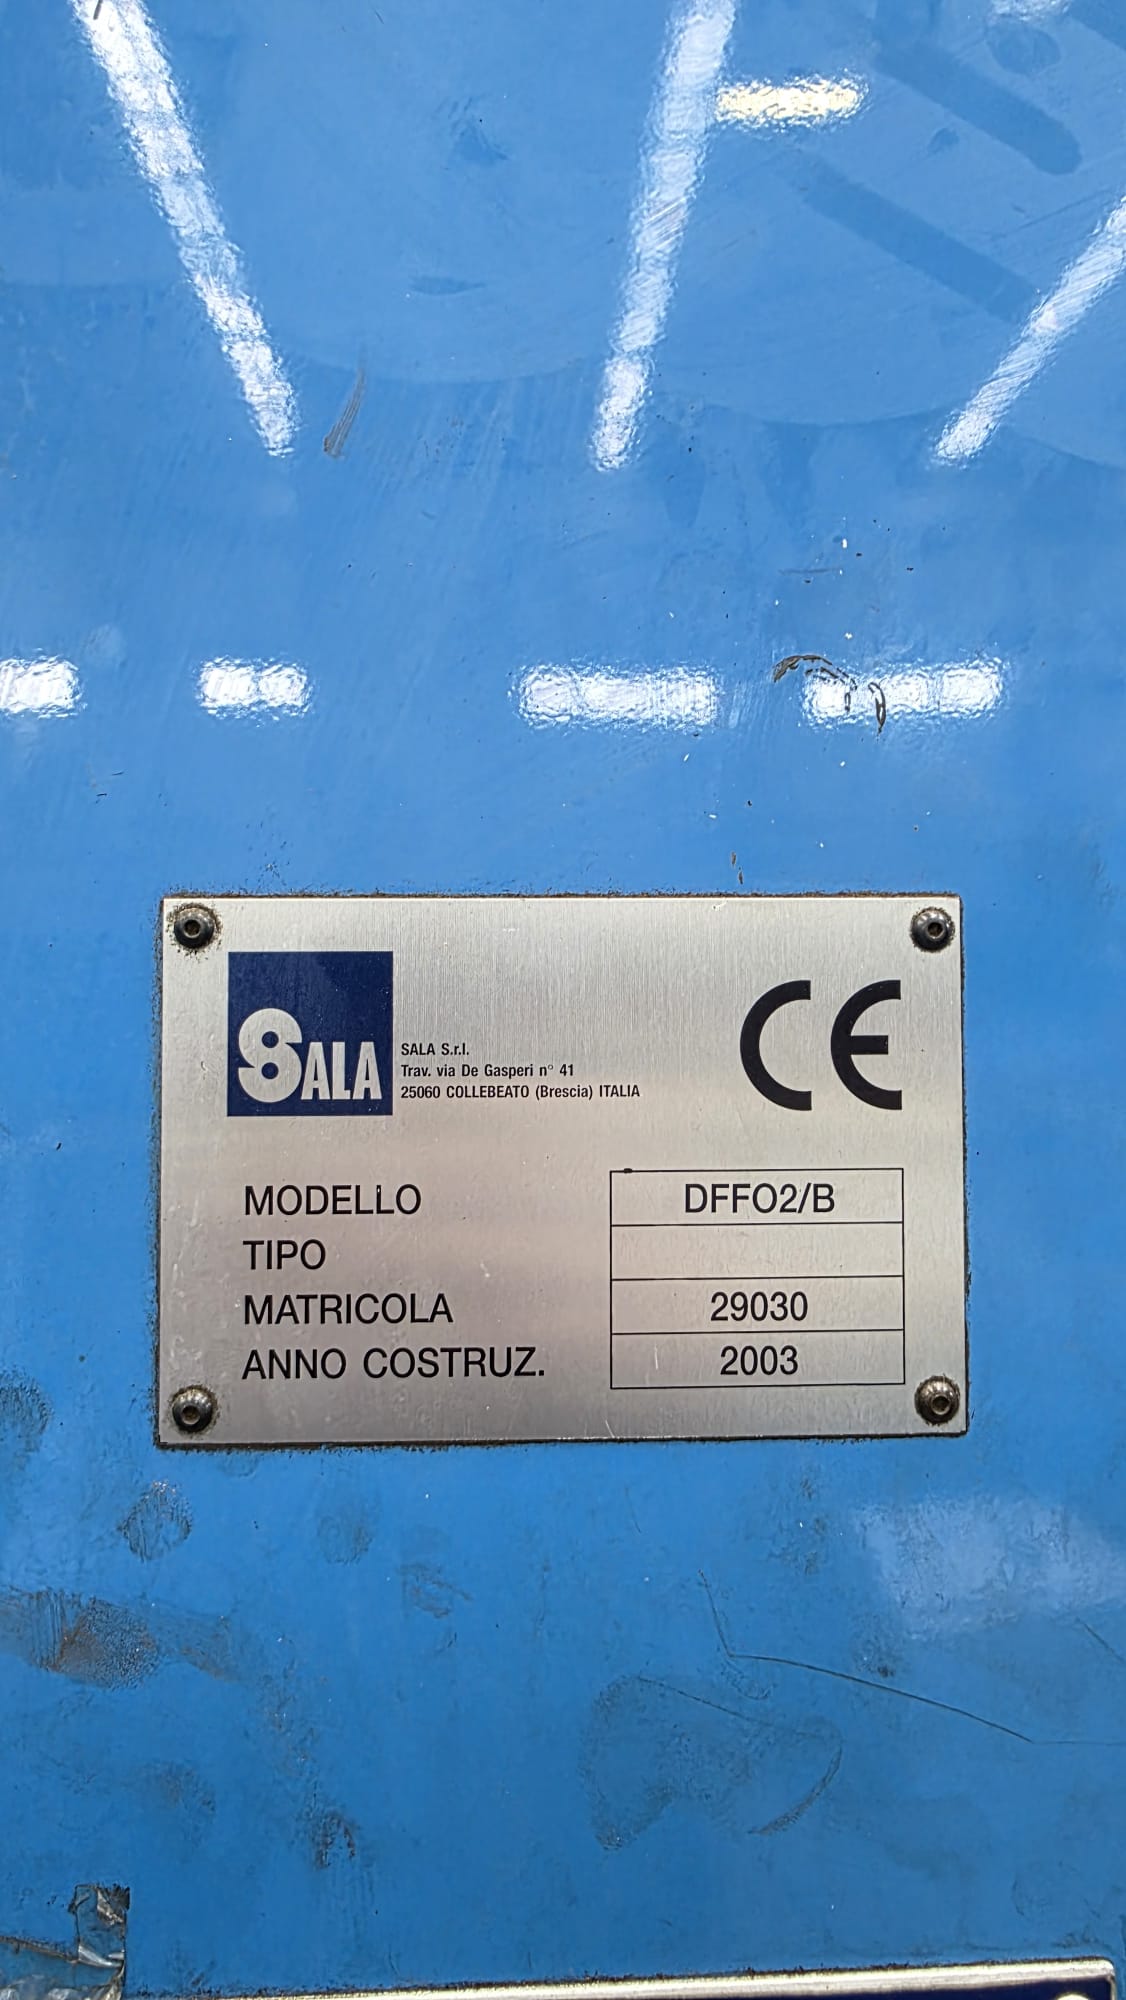 SALA
SALA S.r.l.
Trav. via De Gasperi n° 41
25060 COLLEBEATO (Brescia) ITALIA
CE
MODELLO DFFO2/B
TIPO
MATRICOLA 29030
ANNO COSTRUZ. 2003